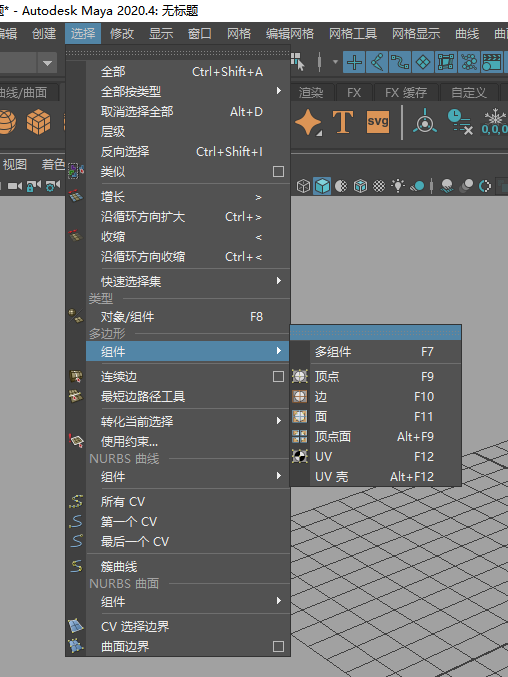 题* - Autodesk Maya 2020.4: 无标题
编辑 创建 选择 修改 显示 窗口 网格 编辑网格 网格工具 网格显示 曲线 曲面
曲线/曲面 渲染 FX FX 缓存 自定义
T svg 0,0,0
视图 着色
全部 Ctrl+Shift+A
全部按类型
取消选择全部 Alt+D
层级
反向选择 Ctrl+Shift+I
类似
增长 >
沿循环方向扩大 Ctrl+>
收缩 <
沿循环方向收缩 Ctrl+<
快速选择集
类型
对象/组件 F8
多边形
组件
连续边
最短边路径工具
转化当前选择
使用约束...
NURBS 曲线
组件
所有 CV
第一个 CV
最后一个 CV
簇曲线
NURBS 曲面
组件
CV 选择边界
曲面边界
多组件 F7
顶点 F9
边 F10
面 F11
顶点面 Alt+F9
UV F12
UV 壳 Alt+F12